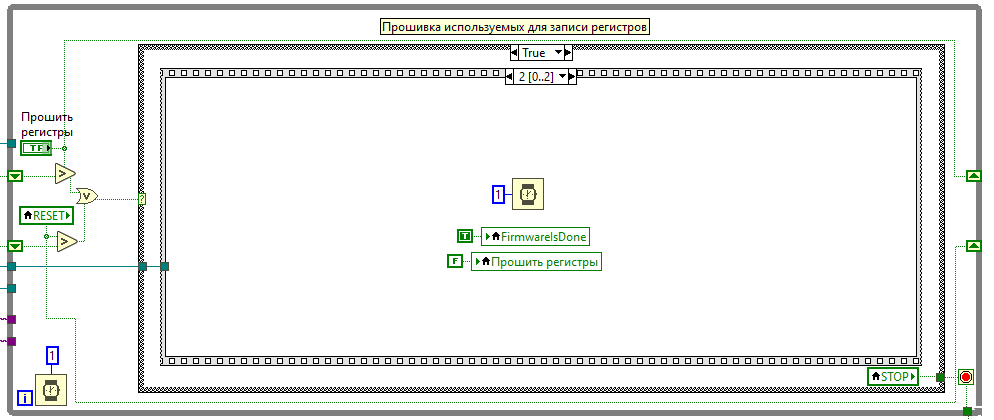 Прошивка используемых для записи регистров
True
2 [0..2]
Прошить
регистры
TF
>
V
?
1
RESET
>
T
FirmwareIsDone
F
Прошить регистры
1
STOP
i